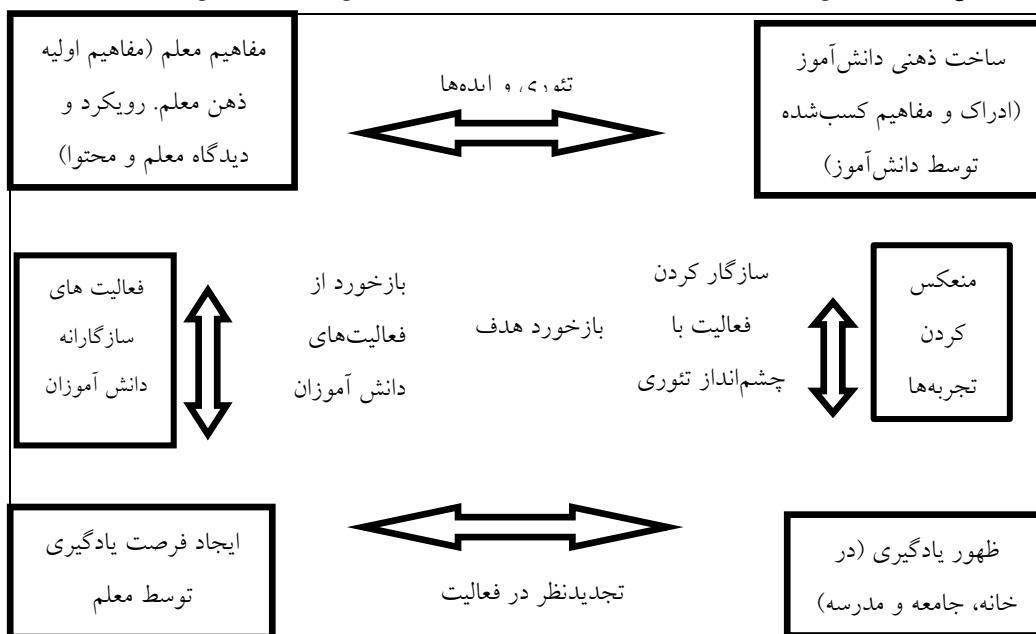 ساخت ذهنی دانش‌آموز
(ادراک و مفاهیم کسب‌شده
توسط دانش‌آموز)
تئوری و ایده‌ها
مفاهیم معلم (مفاهیم اولیه
ذهن معلم. رویکرد و
دیدگاه معلم و محتوا)
منعکس
کردن
تجربه‌ها
سازگار کردن
فعالیت با
چشم‌انداز تئوری
بازخورد هدف
بازخورد از
فعالیت‌های
دانش آموزان
فعالیت های
سازگارانه
دانش آموزان
ظهور یادگیری (در
خانه، جامعه و مدرسه)
تجدیدنظر در فعالیت
ایجاد فرصت یادگیری
توسط معلم